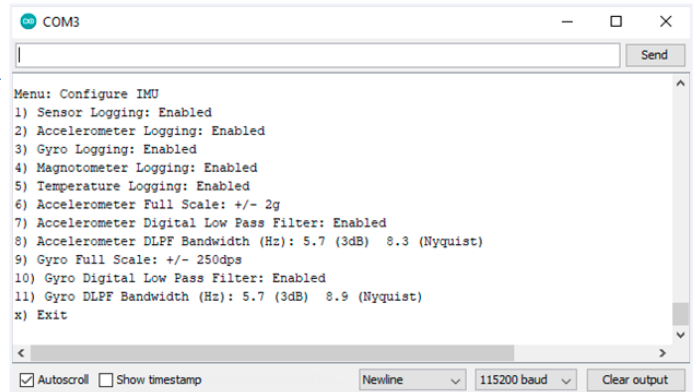 COM3
Send
Menu: Configure IMU
1) Sensor Logging: Enabled
2) Accelerometer Logging: Enabled
3) Gyro Logging: Enabled
4) Magnotometer Logging: Enabled
5) Temperature Logging: Enabled
6) Accelerometer Full Scale: +/- 2g
7) Accelerometer Digital Low Pass Filter: Enabled
8) Accelerometer DLPF Bandwidth (Hz): 5.7 (3dB)  8.3 (Nyquist)
9) Gyro Full Scale: +/- 250dps
10) Gyro Digital Low Pass Filter: Enabled
11) Gyro DLPF Bandwidth (Hz): 5.7 (3dB)  8.9 (Nyquist)
x) Exit
Autoscroll Show timestamp Newline 115200 baud Clear output